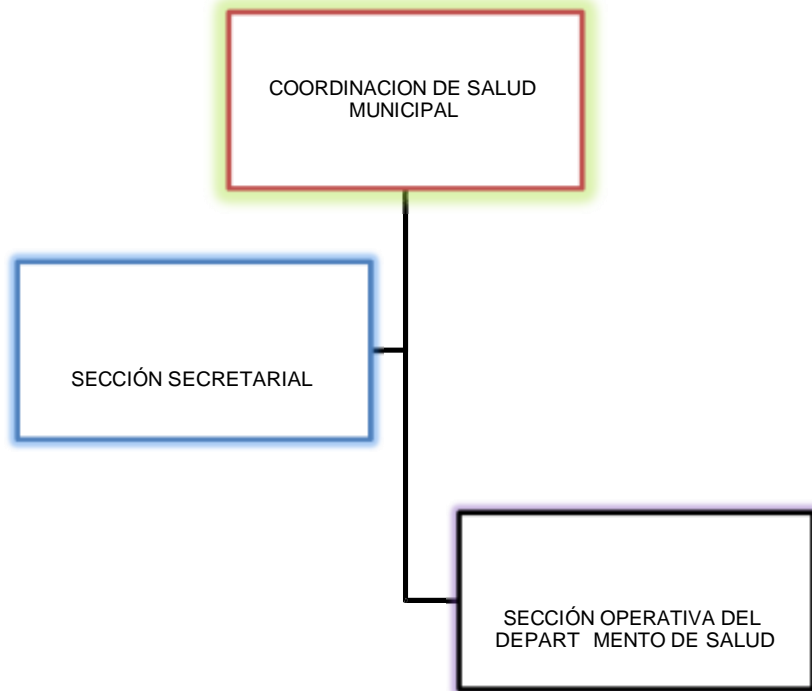 COORDINACION DE SALUD
MUNICIPAL
SECCIÓN SECRETARIAL
SECCIÓN OPERATIVA DEL
DEPART MENTO DE SALUD